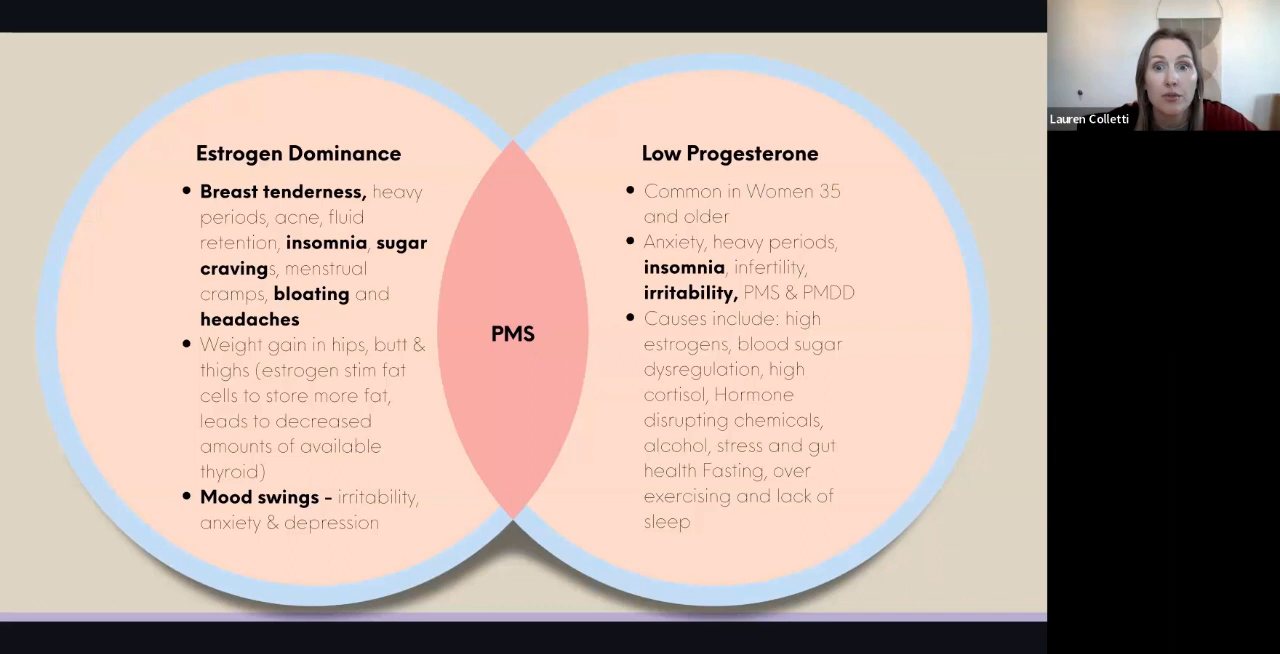 Estrogen Dominance
Breast tenderness, heavy
periods, acne, fluid
retention, insomnia, sugar
cravings, menstrual
cramps, bloating and
headaches
Weight gain in hips, butt &
thighs (estrogen stim fat
cells to store more fat,
leads to decreased
amounts of available
thyroid)
Mood swings - irritability,
anxiety & depression
PMS
Low Progesterone
Common in Women 35
and older
Anxiety, heavy periods,
insomnia, infertility,
irritability, PMS & PMDD
Causes include: high
estrogens, blood sugar
dysregulation, high
cortisol, Hormone
disrupting chemicals,
alcohol, stress and gut
health Fasting, over
exercising and lack of
sleep
Lauren Colletti